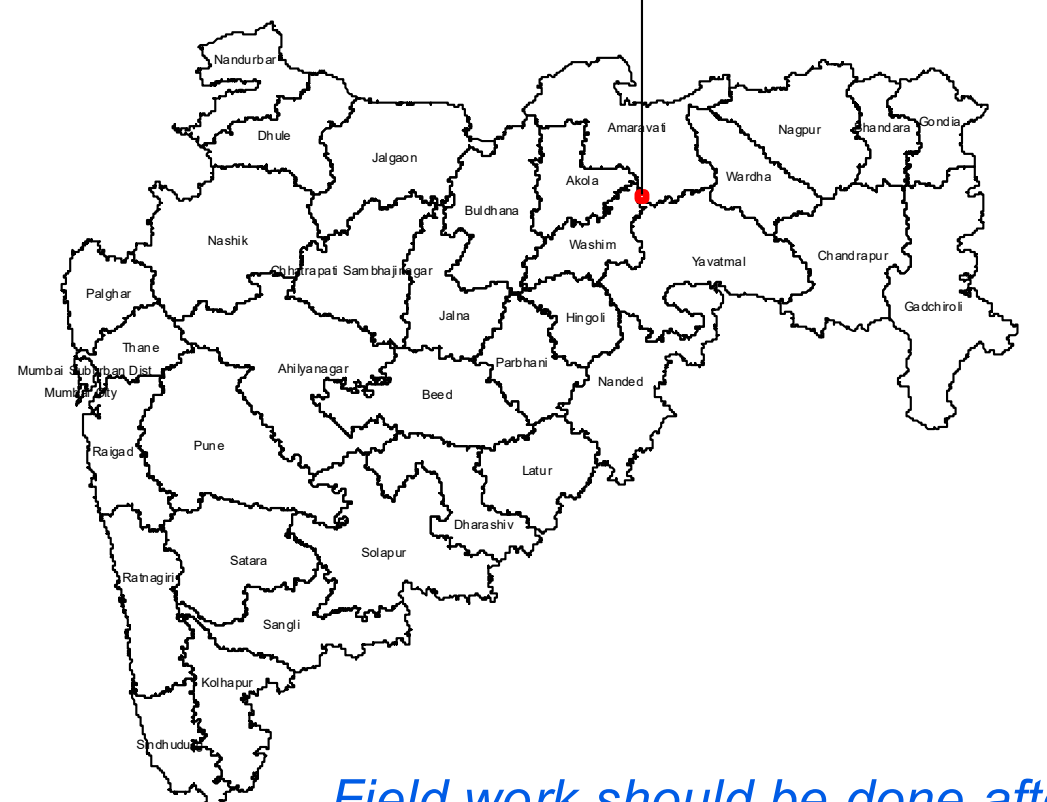 Nandurbar
Dhule
Jalgaon
Amaravati
Nagpur
Bhandara
Gondia
Akola
Wardha
Buldhana
Nashik
Washim
Chhatrapati Sambhajinagar
Yavatmal
Chandrapur
Palghar
Jalna
Hingoli
Gadchiroli
Thane
Mumbai Suburban Dist
Mumbai City
Ahilyanagar
Parbhani
Nanded
Beed
Raigad
Pune
Latur
Dharashiv
Solapur
Satara
Ratnagiri
Sangli
Kolhapur
Sindhudu
Field work should be done aft